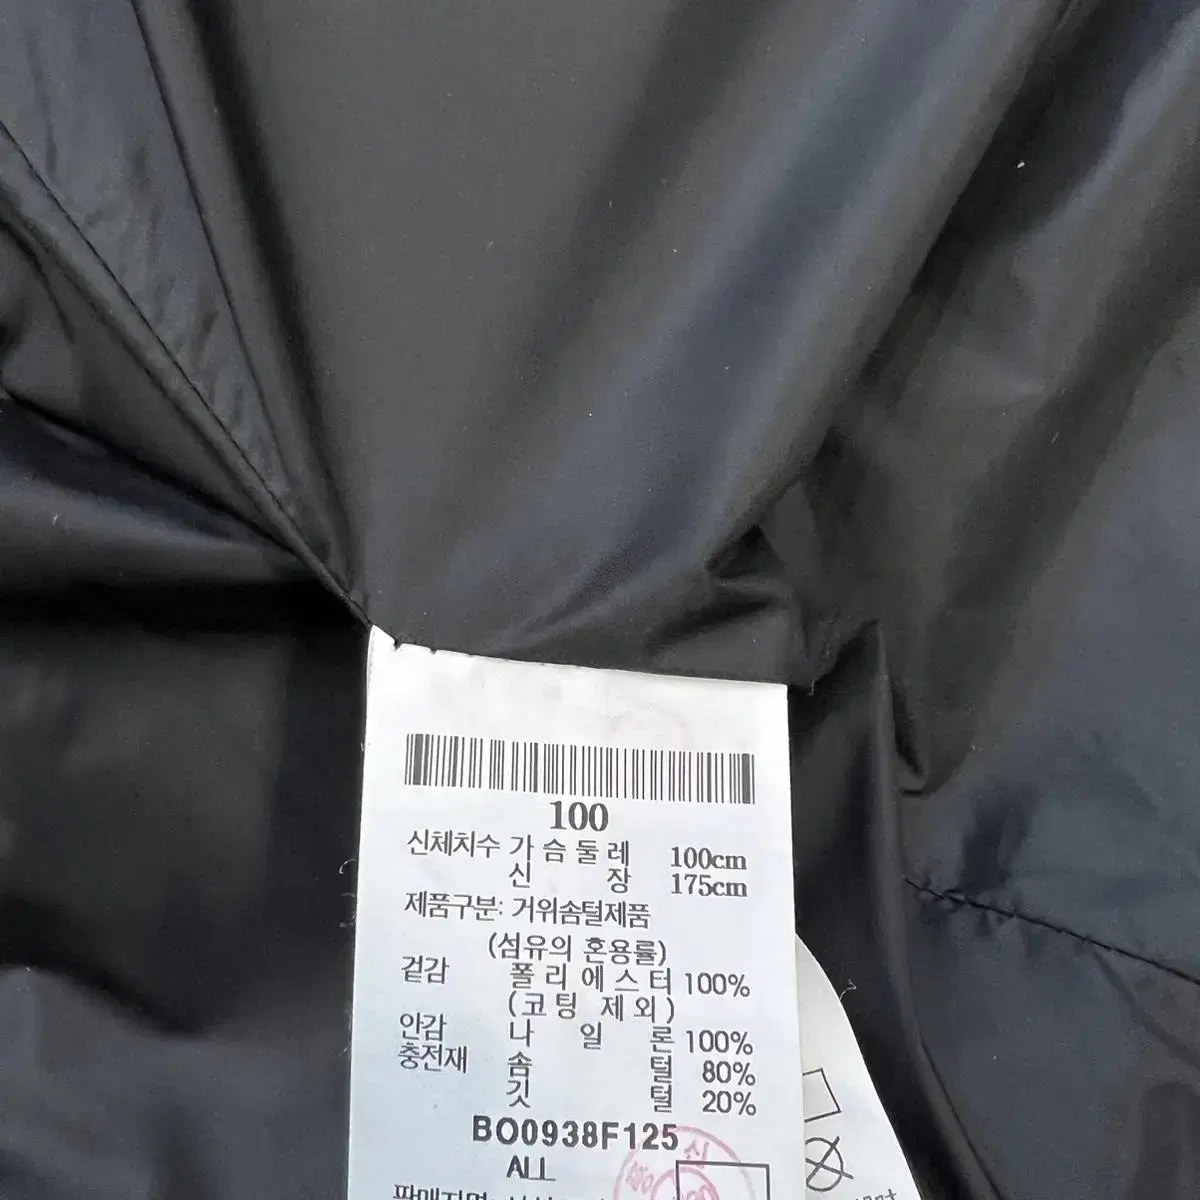 100
신체치수 가슴둘레 100cm
신 장 175cm
제품구분: 거위솜털제품
(섬유의 혼용률)
겉감 폴리에스터 100%
(코팅 제외)
안감 나 일 론 100%
충전재 솜 털 80%
깃 털 20%
BO0938F125
ALL